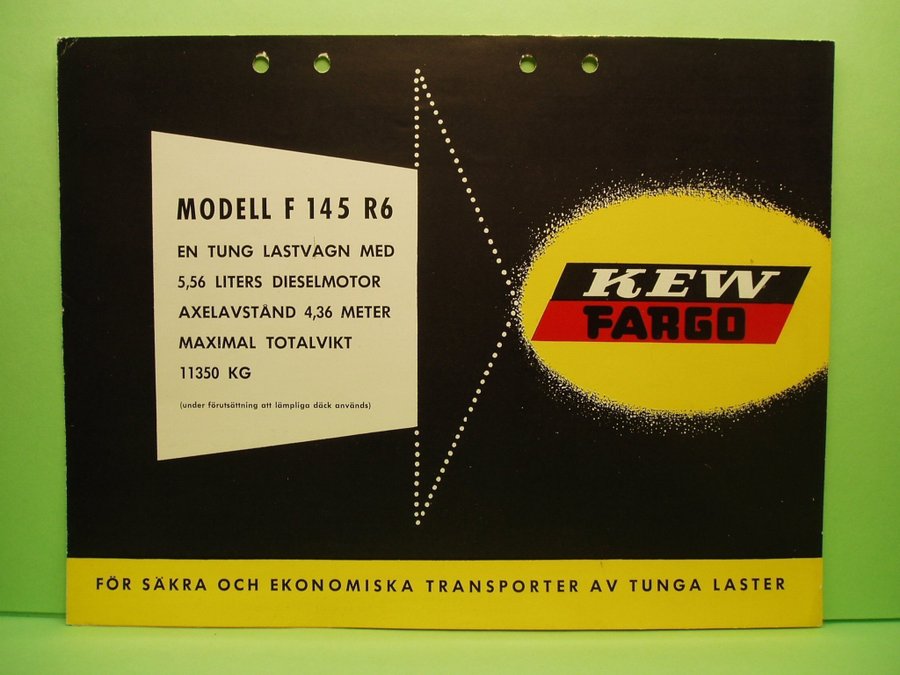 MODELL F 145 R6
EN TUNG LASTVAGN MED
5,56 LITERS DIESELMOTOR
AXELAVSTÅND 4,36 METER
MAXIMAL TOTALVIKT
11350 KG
(under förutsättning att lämpliga däck används)
KEW
FARGO
FÖR SÄKRA OCH EKONOMISKA TRANSPORTER AV TUNGA LASTER